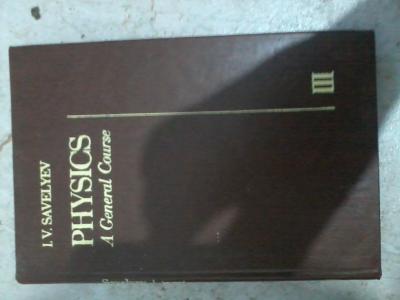 I. V. SAVELYEV
PHYSICS
A General Course
III